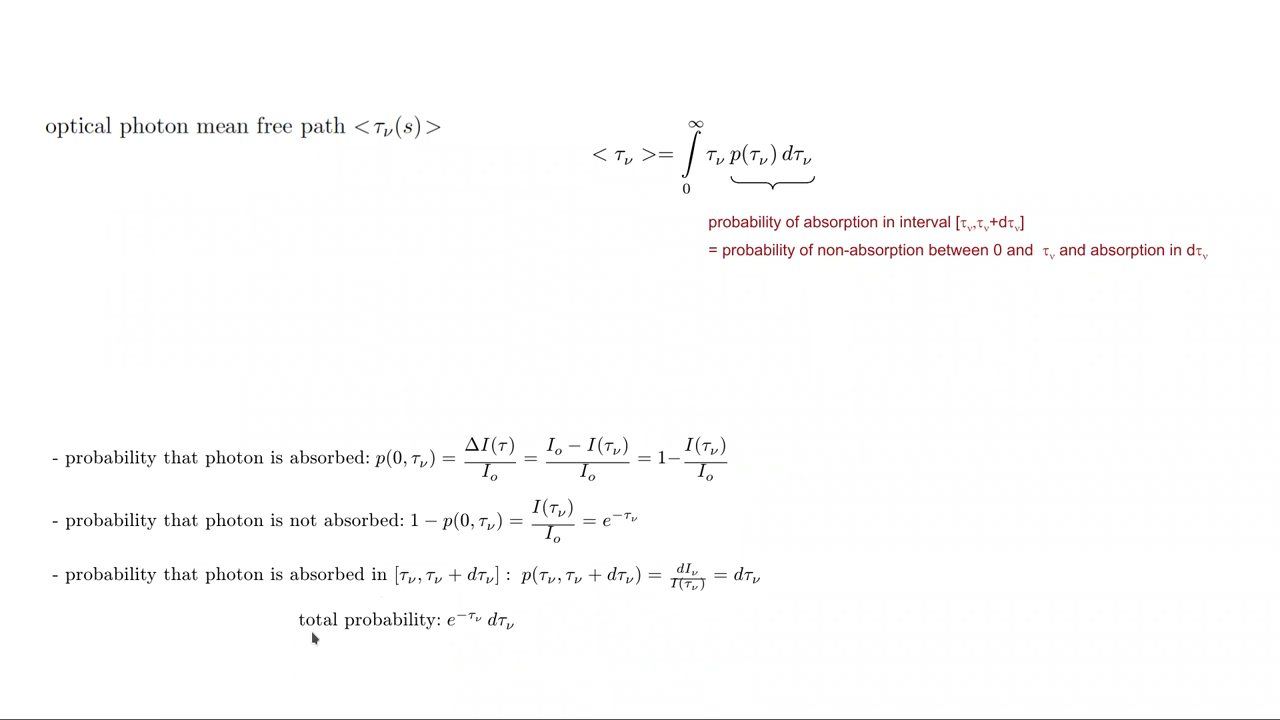 optical photon mean free path < τ_ν(s) >
< τ_ν >= ∫_0^∞ τ_ν p(τ_ν) dτ_ν
probability of absorption in interval [τ_ν,τ_ν+dτ_ν]
= probability of non-absorption between 0 and τ_ν and absorption in dτ_ν
- probability that photon is absorbed: p(0, τ_ν) = ΔI(τ)/I_o = (I_o − I(τ_ν))/I_o = 1− I(τ_ν)/I_o
- probability that photon is not absorbed: 1 − p(0, τ_ν) = I(τ_ν)/I_o = e^{−τ_ν}
- probability that photon is absorbed in [τ_ν, τ_ν + dτ_ν] : p(τ_ν, τ_ν + dτ_ν) = dI_ν/I(τ_ν) = dτ_ν
total probability: e^{−τ_ν} dτ_ν